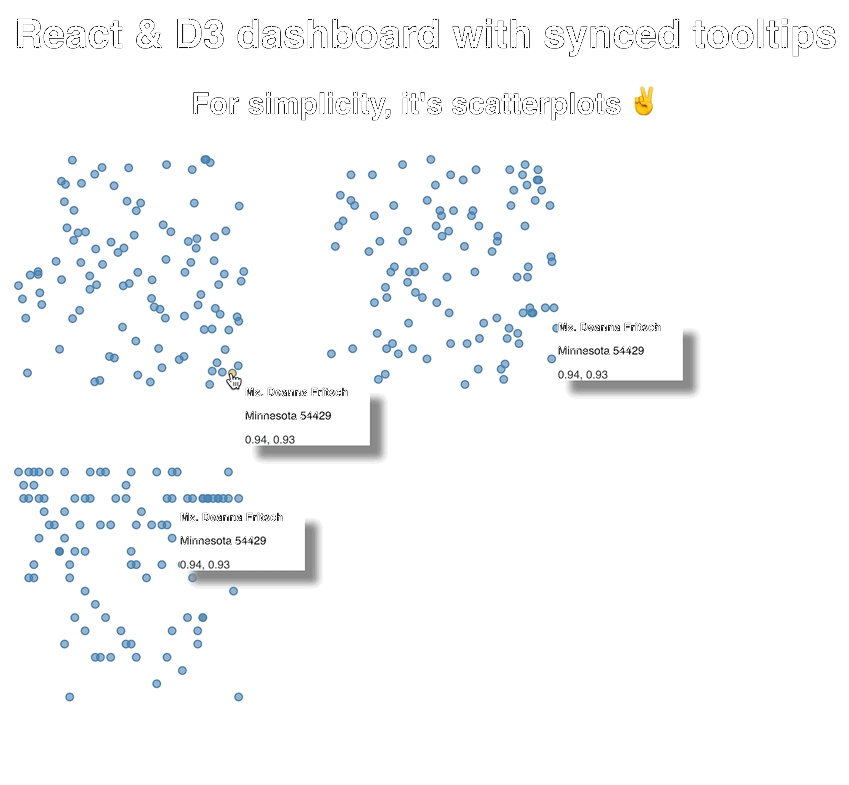 React & D3 dashboard with synced tooltips
For simplicity, it's scatterplots ✌️
Ms. Deanna Fritsch
Minnesota 54429
0.94, 0.93
Ms. Deanna Fritsch
Minnesota 54429
0.94, 0.93
Ms. Deanna Fritsch
Minnesota 54429
0.94, 0.93